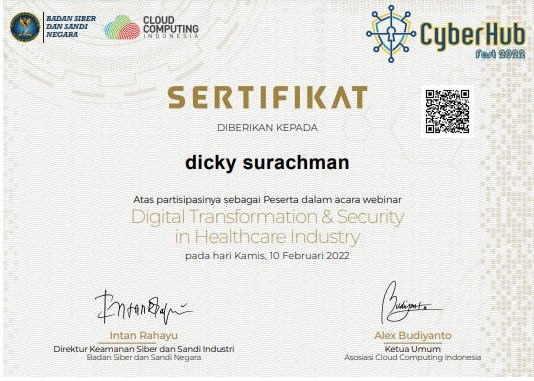 BADAN SIBER
DAN SANDI
NEGARA
CLOUD
COMPUTING
INDONESIA
CyberHub
Fest 2022
SERTIFIKAT
DIBERIKAN KEPADA
dicky surachman
Atas partisipasinya sebagai Peserta dalam acara webinar
Digital Transformation & Security
in Healthcare Industry
pada hari Kamis, 10 Februari 2022
Intan Rahayu
Direktur Keamanan Siber dan Sandi Industri
Badan Siber dan Sandi Negara
Alex Budiyanto
Ketua Umum
Asosiasi Cloud Computing Indonesia